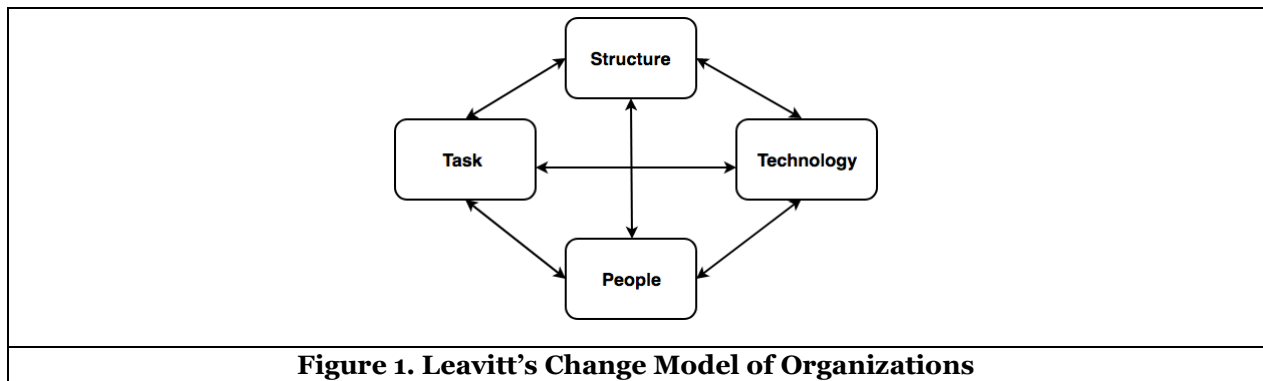 Structure
Task
Technology
People
Figure 1. Leavitt’s Change Model of Organizations